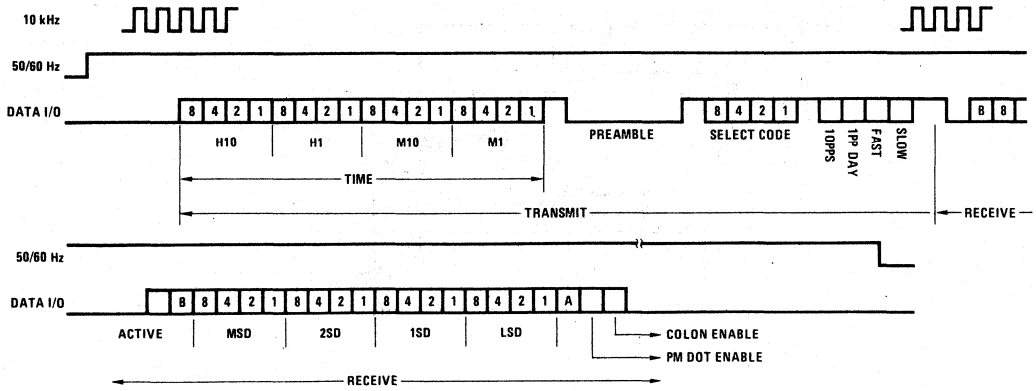 10 kHz
50/60 Hz
DATA I/O
8 4 2 1 8 4 2 1 8 4 2 1 8 4 2 1
PREAMBLE
8 4 2 1
B 8
H10 H1 M10 M1
SELECT CODE
10PPS
1PP DAY
FAST
SLOW
TIME
TRANSMIT
RECEIVE
50/60 Hz
DATA I/O
B 8 4 2 1 8 4 2 1 8 4 2 1 8 4 2 1 A
ACTIVE MSD 2SD 1SD LSD
COLON ENABLE
PM DOT ENABLE
RECEIVE